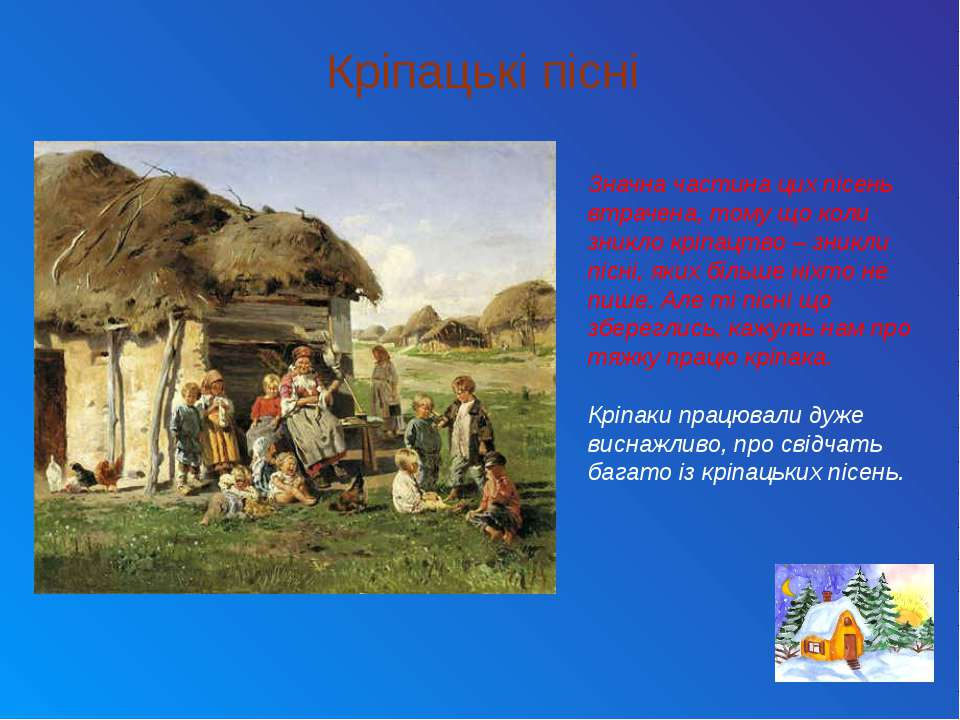 Кріпацькі пісні
Значна частина цих пісень
втрачена, тому що коли
зникло кріпацтво – зникли
пісні, яких більше ніхто не
пише. Але ті пісні що
збереглись, кажуть нам про
тяжку працю кріпака.
Кріпаки працювали дуже
виснажливо, про свідчать
багато із кріпацьких пісень.